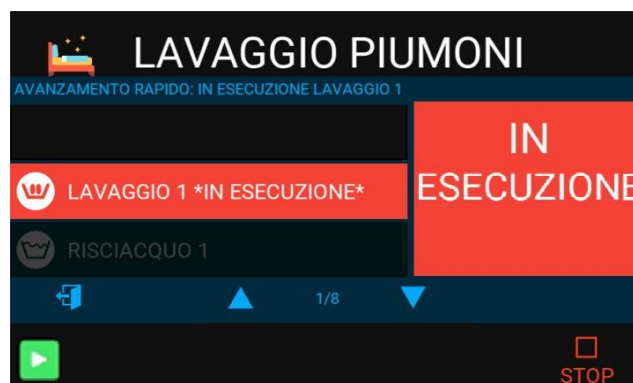 LAVAGGIO PIUMONI
AVANZAMENTO RAPIDO: IN ESECUZIONE LAVAGGIO 1
IN
ESECUZIONE
LAVAGGIO 1 *IN ESECUZIONE*
RISCIACQUO 1
1/8
STOP